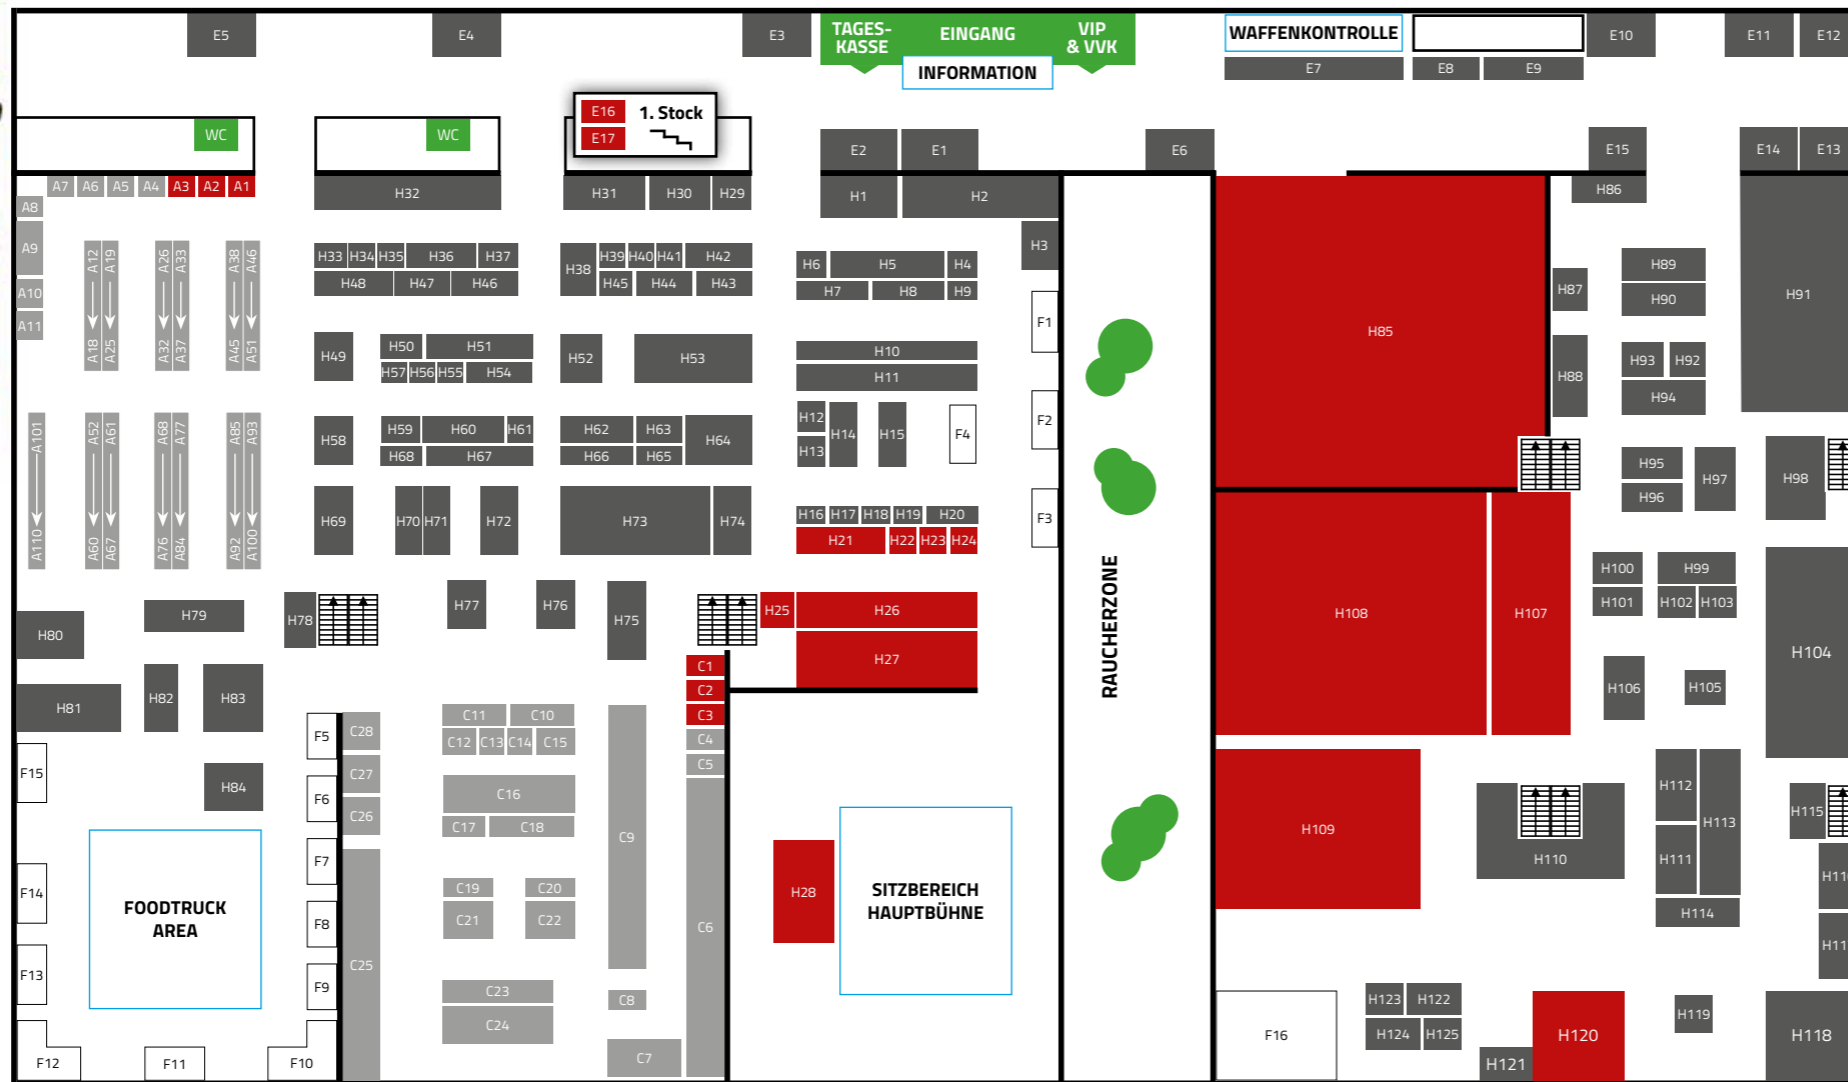 E5
E4
E3
TAGES-
KASSE
EINGANG
VIP
& VVK
INFORMATION
WAFFENKONTROLLE
E7
E8
E9
E10
E11
E12
WC
WC
E16
E17
1. Stock
E2
E1
E6
E15
E14
E13
A7
A6
A5
A4
A3
A2
A1
A8
A9
A10
A11
H32
H31
H30
H29
H1
H2
H3
H86
A12
A18
A19
A25
A26
A32
A33
A37
A38
A45
A46
A51
H33
H34
H35
H36
H37
H48
H47
H46
H38
H39
H40
H41
H42
H45
H44
H43
H6
H5
H4
H7
H8
H9
F1
H85
H87
H88
H89
H90
H91
H93
H92
H94
H49
H50
H51
H57
H56
H55
H54
H52
H53
H10
H11
F2
A101
A110
A52
A60
A61
A67
A68
A76
A77
A84
A85
A92
A93
A100
H58
H59
H60
H61
H68
H67
H62
H63
H66
H65
H64
H12
H13
H14
H15
F4
F3
H95
H96
H97
H98
H69
H70
H71
H72
H73
H74
H16
H17
H18
H19
H20
H21
H22
H23
H24
RAUCHERZONE
H108
H107
H100
H99
H101
H102
H103
H104
H80
H79
H78
H77
H76
H75
H25
H26
H27
H81
H82
H83
H84
H106
H105
C1
C2
C3
C4
C5
C6
C28
C27
C26
C25
C11
C10
C12
C13
C14
C15
C16
C17
C18
C19
C20
C21
C22
C23
C24
C9
C8
C7
F5
F6
F7
F8
F9
F10
F11
F12
F13
F14
F15
FOODTRUCK
AREA
H28
SITZBEREICH
HAUPTBÜHNE
H109
H110
H112
H111
H113
H114
H115
F16
H123
H122
H124
H125
H121
H120
H119
H118